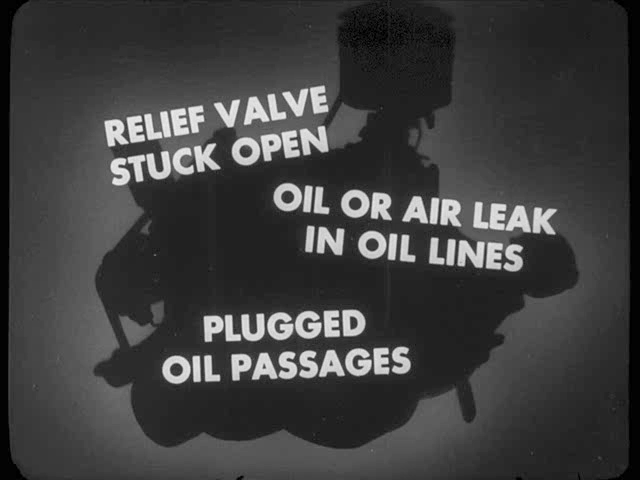 RELIEF VALVE
STUCK OPEN
OIL OR AIR LEAK
IN OIL LINES
PLUGGED
OIL PASSAGES